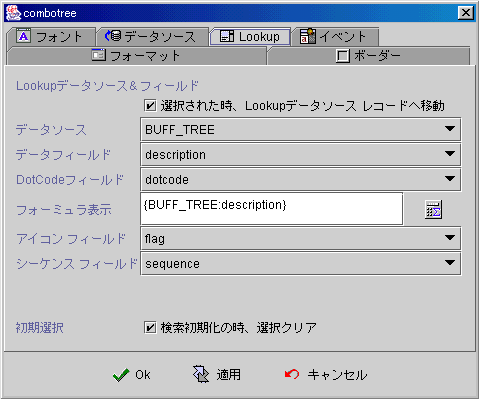 combotree
フォント データソース Lookup イベント
フォーマット ボーダー
Lookupデータソース＆フィールド
選択された時、Lookupデータソース レコードへ移動
データソース BUFF_TREE
データフィールド description
DotCodeフィールド dotcode
フォーミュラ表示 {BUFF_TREE:description}
アイコン フィールド flag
シーケンス フィールド sequence
初期選択 検索初期化の時、選択クリア
Ok 適用 キャンセル